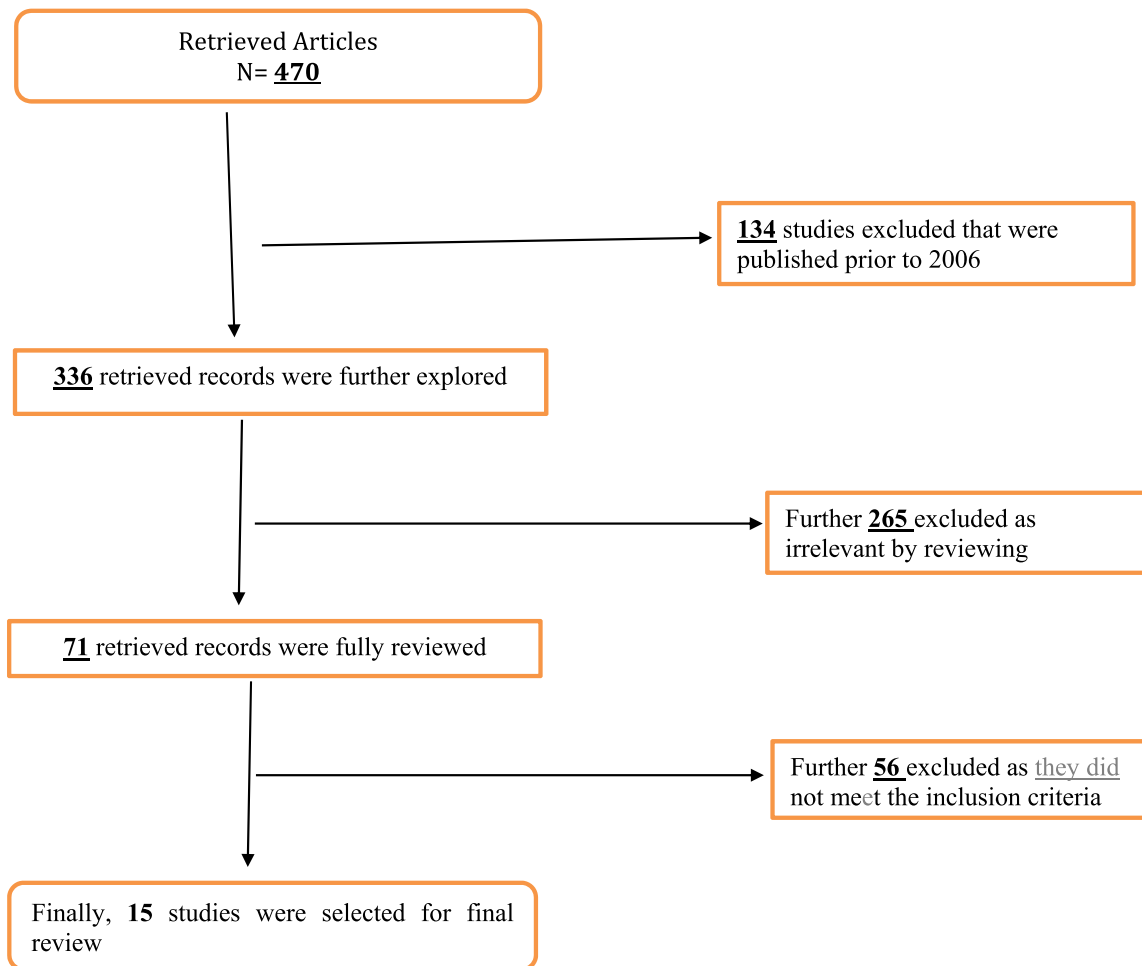 Retrieved Articles
N= 470
134 studies excluded that were
published prior to 2006
336 retrieved records were further explored
Further 265 excluded as
irrelevant by reviewing
71 retrieved records were fully reviewed
Further 56 excluded as they did
not meet the inclusion criteria
Finally, 15 studies were selected for final
review